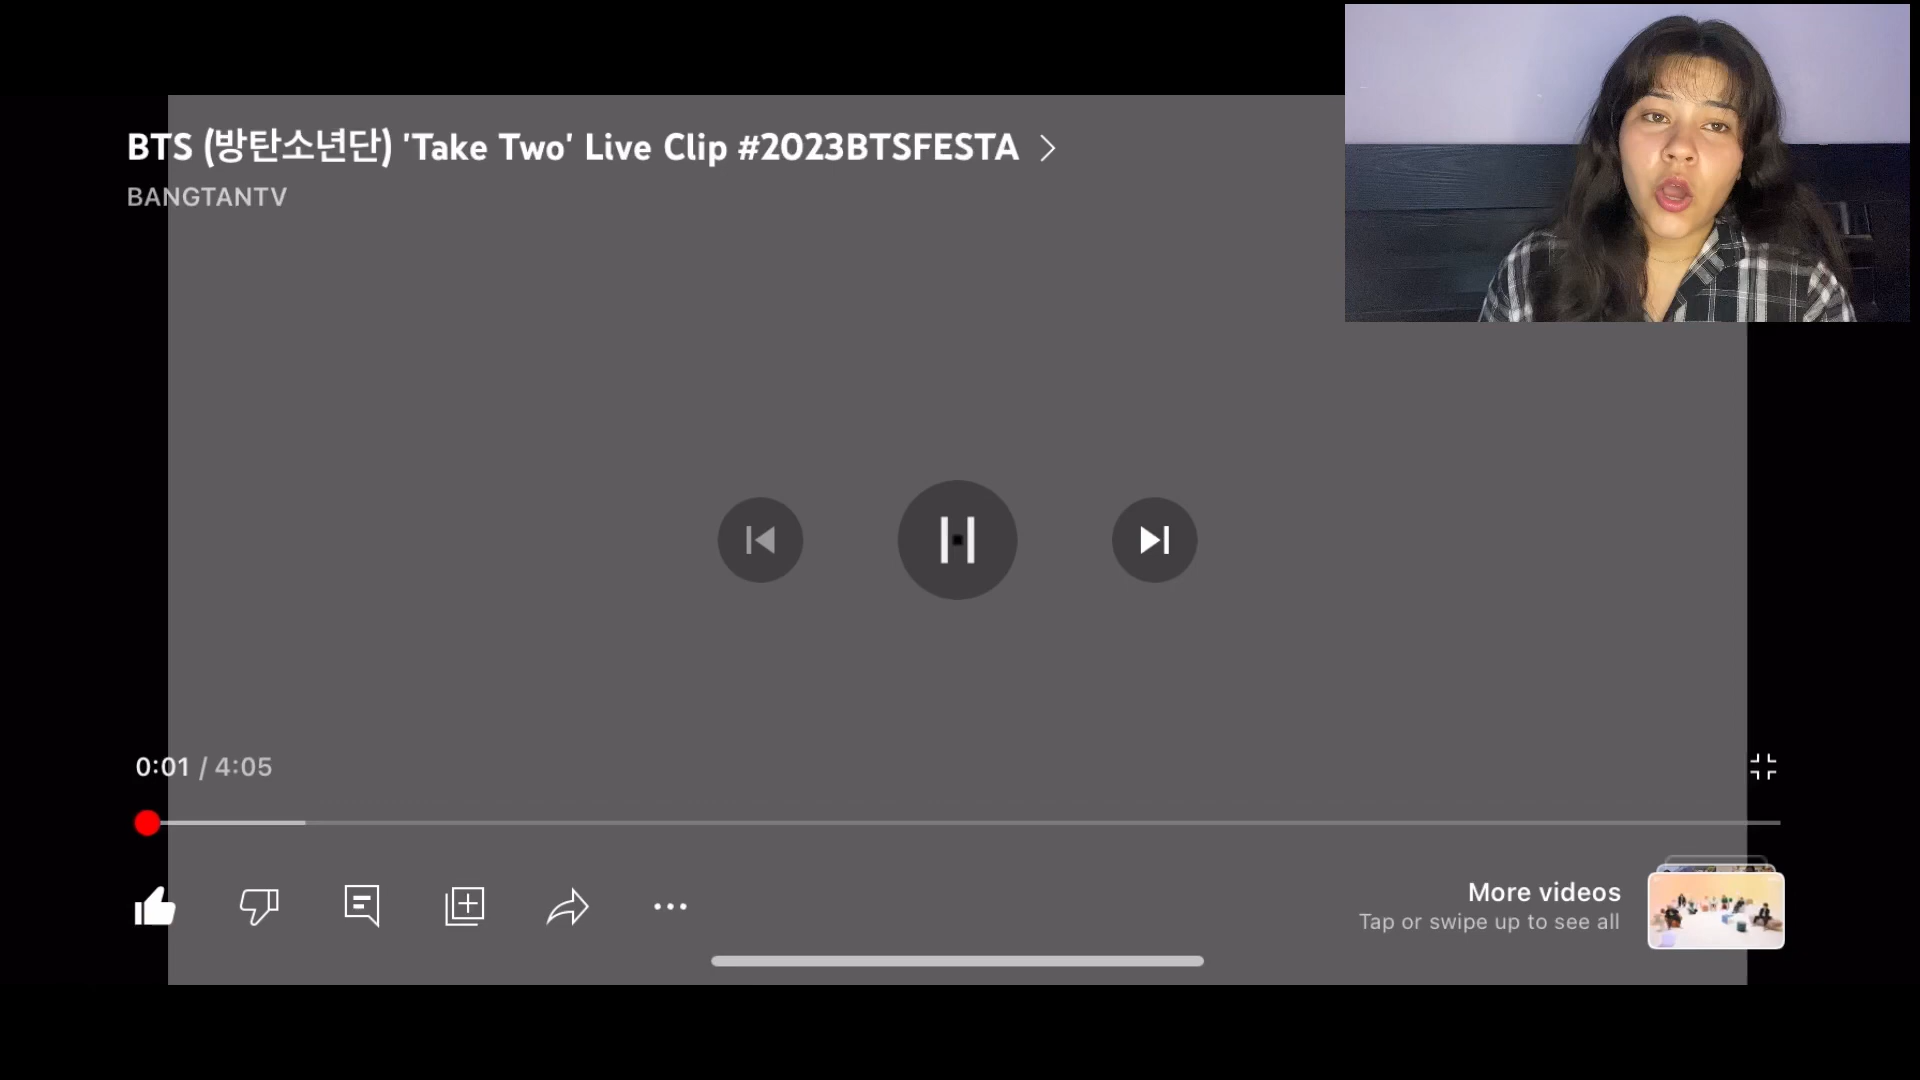 BTS (방탄소년단) 'Take Two' Live Clip #2023BTSFESTA
BANGTANTV
0:01 / 4:05
More videos
Tap or swipe up to see all